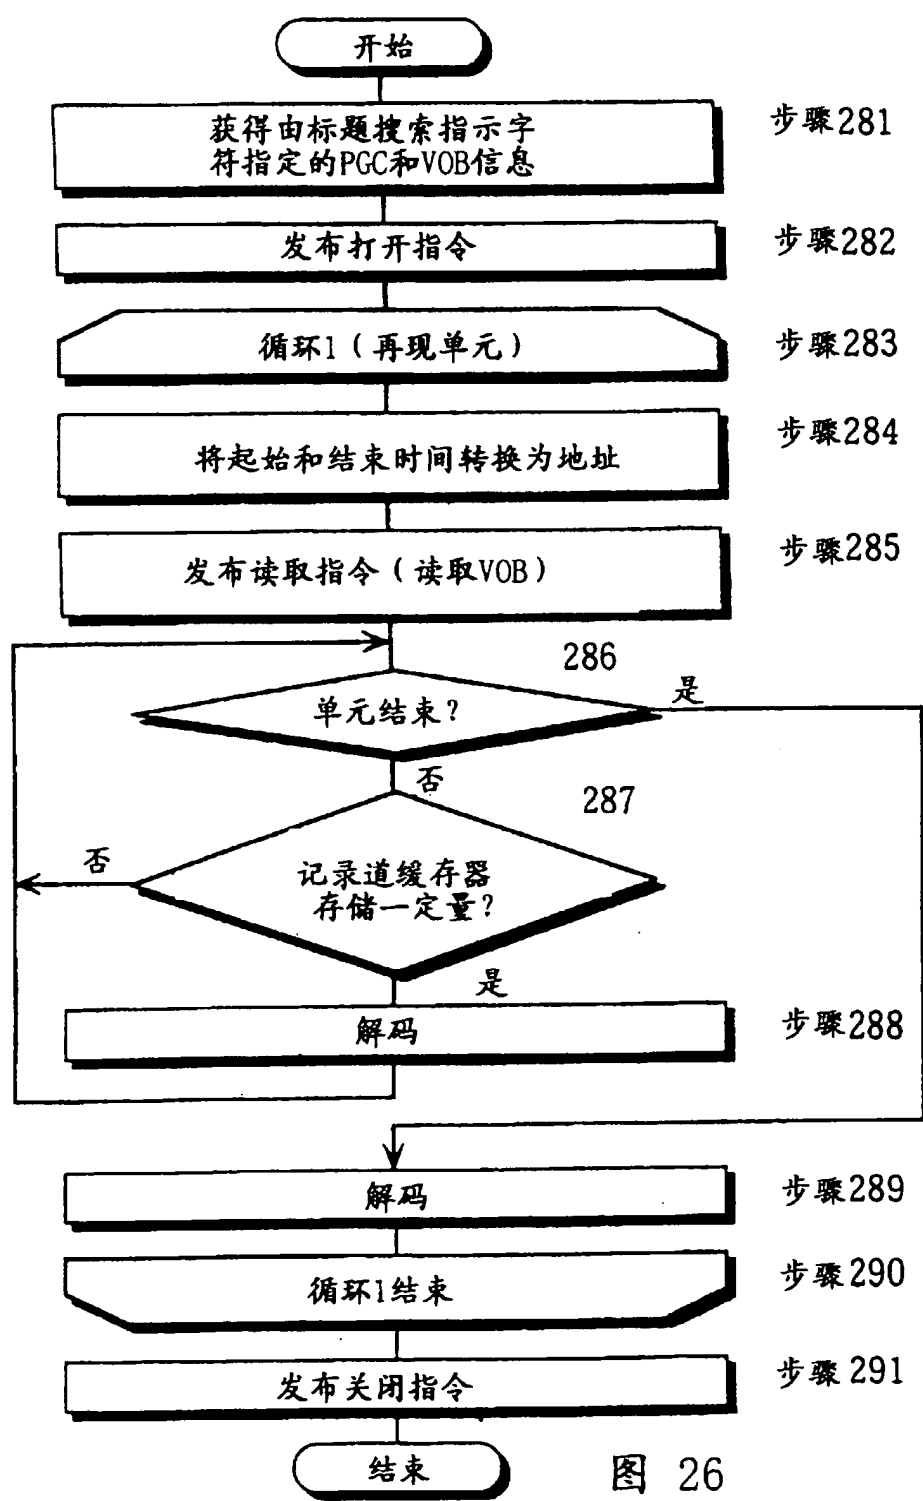 开始
获得由标题搜索指示字
符指定的PGC和VOB信息
步骤281
发布打开指令
步骤282
循环1(再现单元)
步骤283
将起始和结束时间转换为地址
步骤284
发布读取指令(读取VOB)
步骤285
286
单元结束?
是
否
287
否
记录道缓存器
存储一定量?
是
解码
步骤288
解码
步骤289
循环1结束
步骤290
发布关闭指令
步骤291
结束
图 26